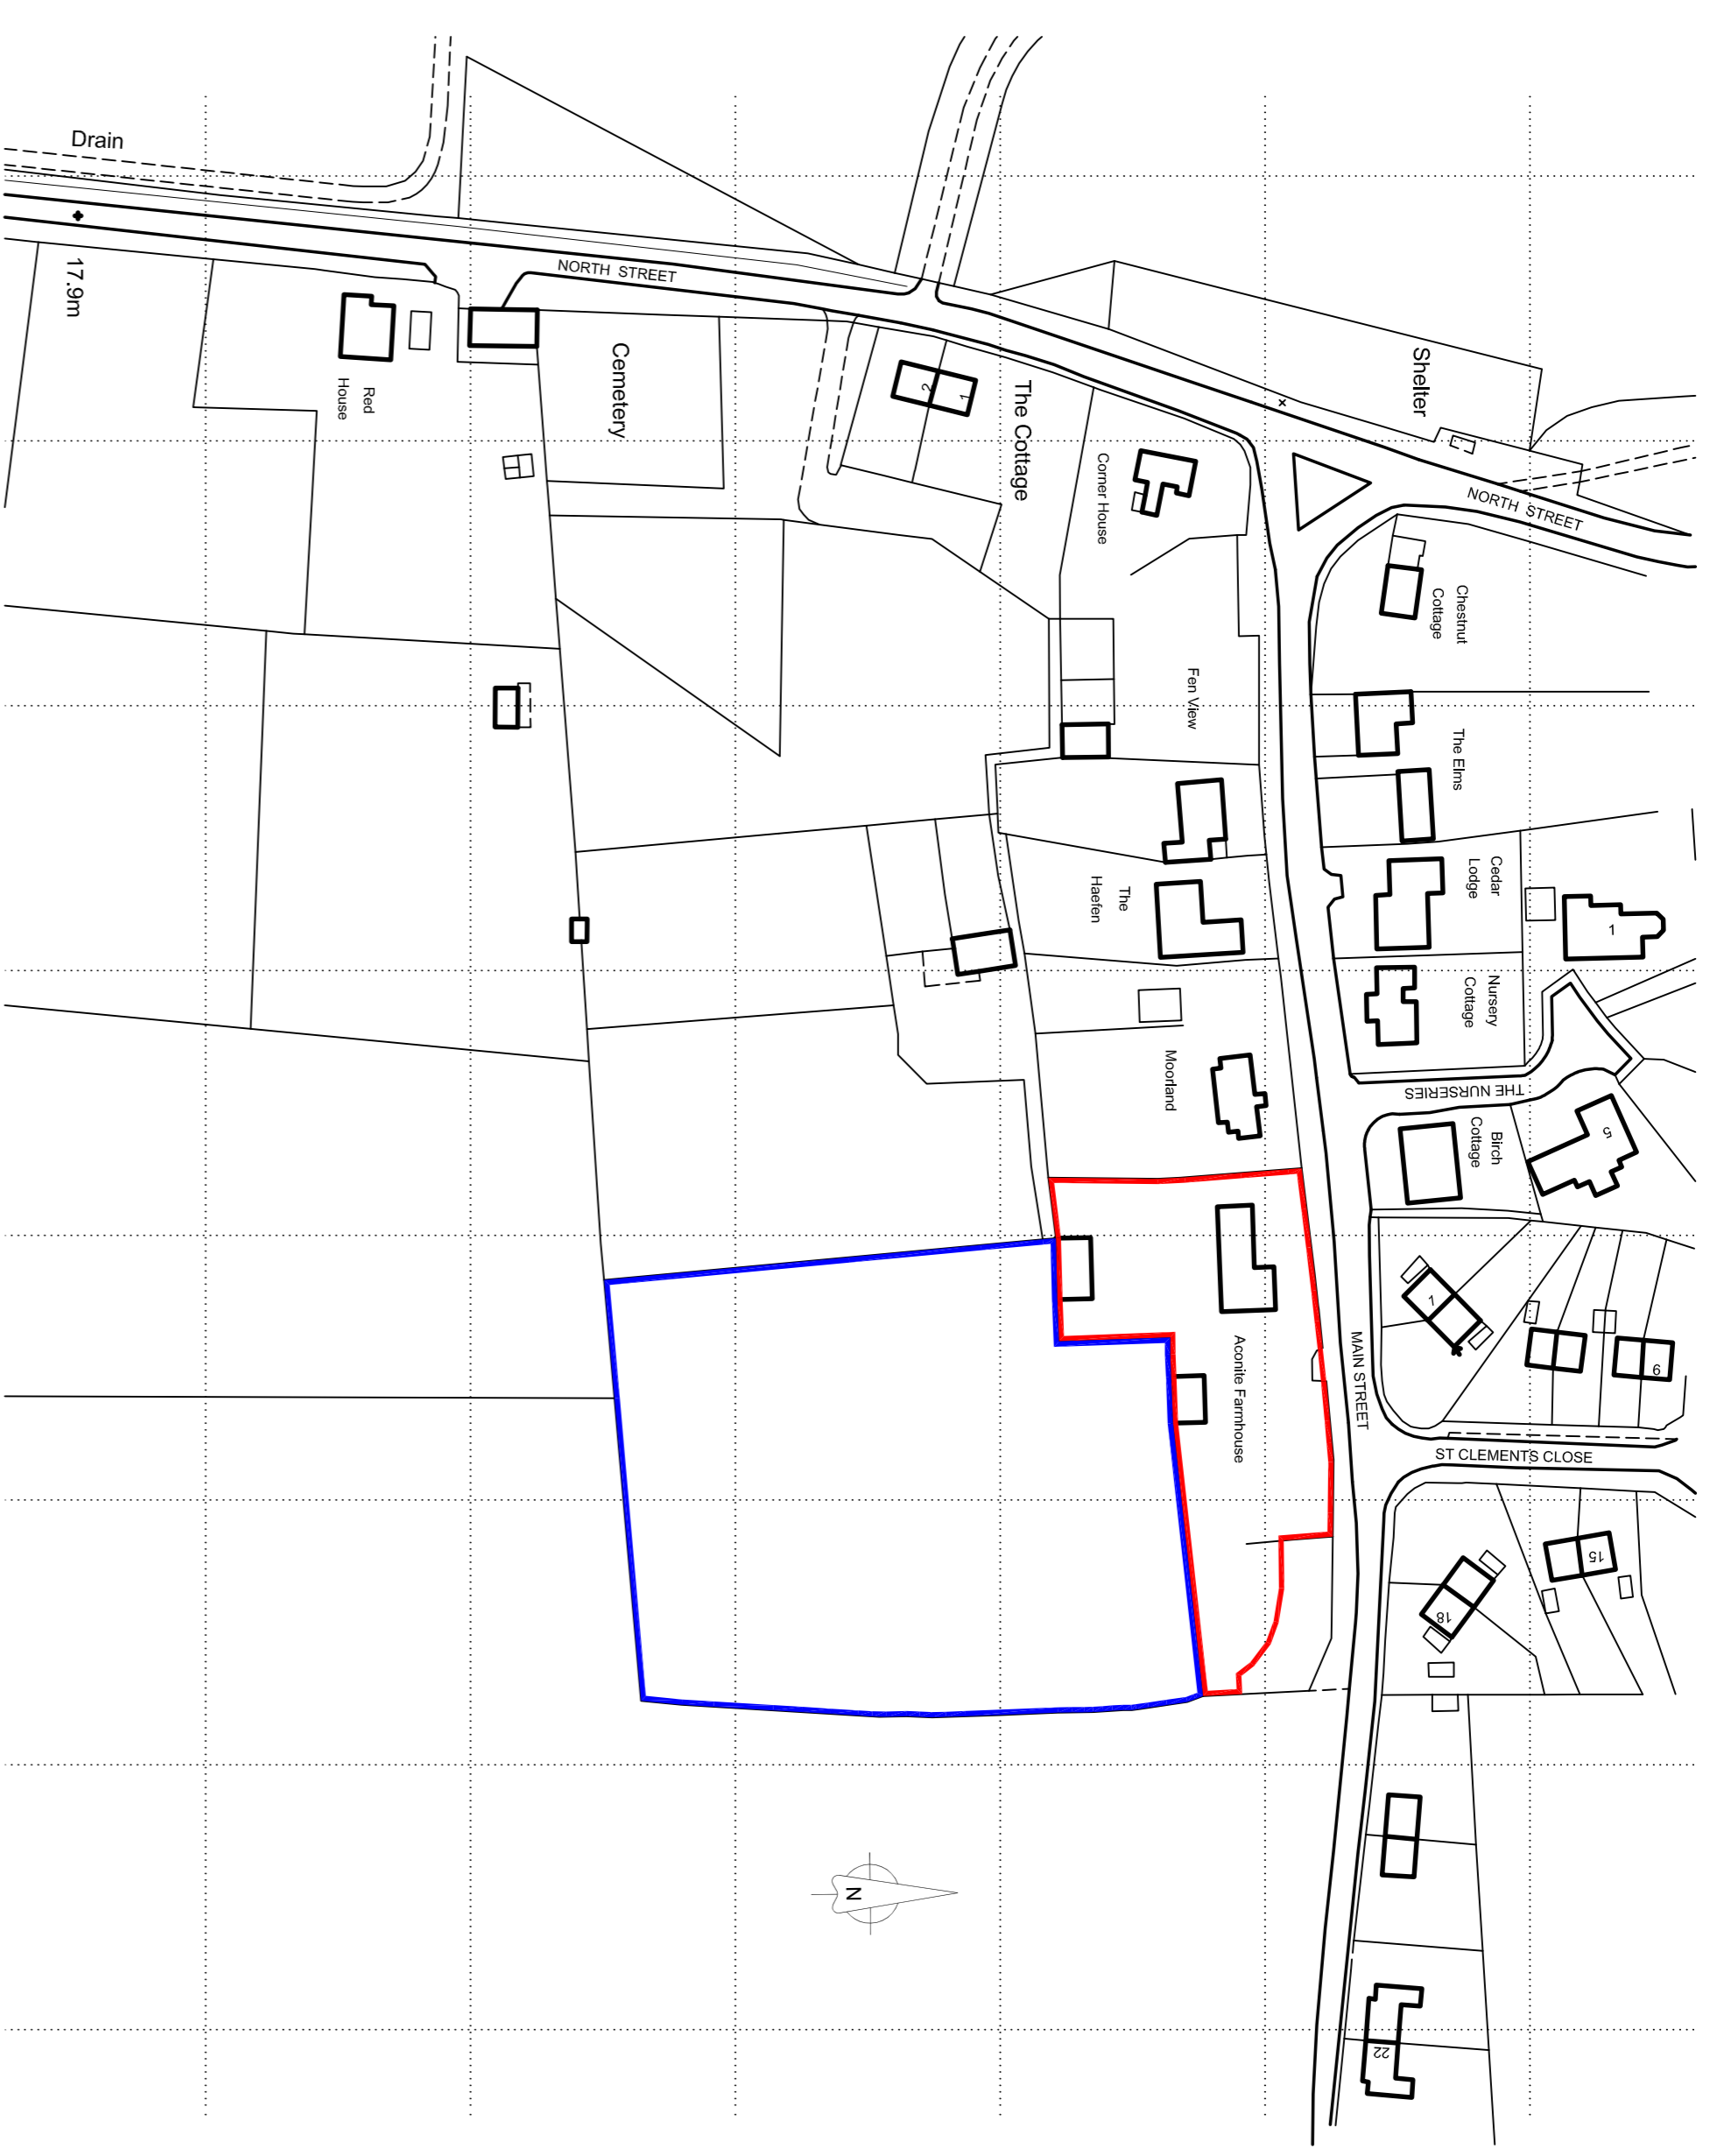 Drain
17.9m
NORTH STREET
Red
House
Cemetery
2
1
The Cottage
Corner House
Shelter
NORTH STREET
Chestnut
Cottage
Fen View
The Elms
The
Haefen
Cedar
Lodge
1
Nursery
Cottage
THE NURSERIES
Moorland
Birch
Cottage
5
1
6
Aconite Farmhouse
MAIN STREET
ST CLEMENTS CLOSE
15
18
N
22